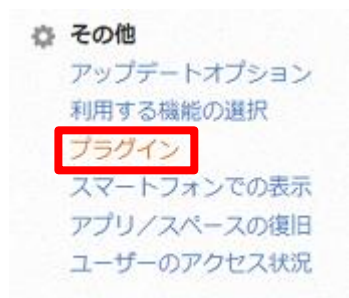 その他
アップデートオプション
利用する機能の選択
プラグイン
スマートフォンでの表示
アプリ／スペースの復旧
ユーザーのアクセス状況